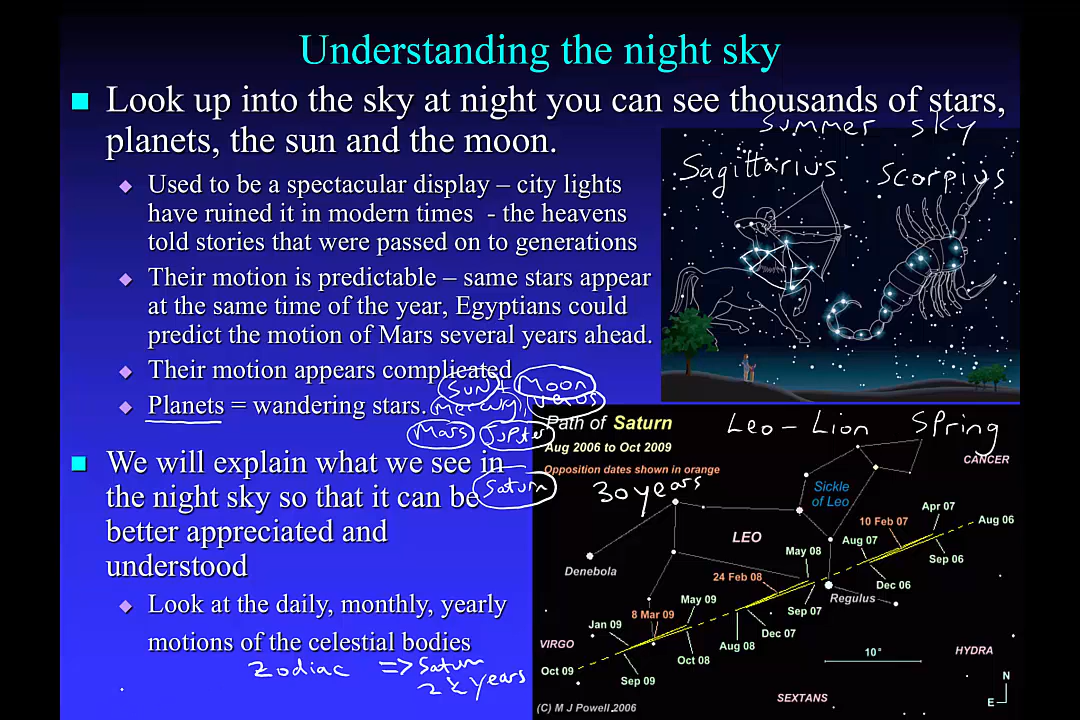 Understanding the night sky
Look up into the sky at night you can see thousands of stars,
planets, the sun and the moon.
Used to be a spectacular display – city lights
have ruined it in modern times - the heavens
told stories that were passed on to generations
Their motion is predictable – same stars appear
at the same time of the year, Egyptians could
predict the motion of Mars several years ahead.
Their motion appears complicated
Planets = wandering stars.
Sun + Moon
Mercury, Venus
Mars Jupiter
Saturn
We will explain what we see in
the night sky so that it can be
better appreciated and
understood
Look at the daily, monthly, yearly
motions of the celestial bodies
Zodiac => Saturn
2½ years
Summer sky
Sagittarius Scorpius
Path of Saturn
Aug 2006 to Oct 2009
Opposition dates shown in orange
Leo – Lion Spring
30 years
CANCER
Sickle
of Leo
Apr 07
Aug 06
10 Feb 07
LEO
Aug 07
May 08
Sep 06
Denebola
24 Feb 08
Dec 06
Regulus
May 09
Sep 07
8 Mar 09
Jan 09
Dec 07
VIRGO
Aug 08
Oct 08
HYDRA
10°
Oct 09
Sep 09
N
E
SEXTANS
(C) M J Powell 2006